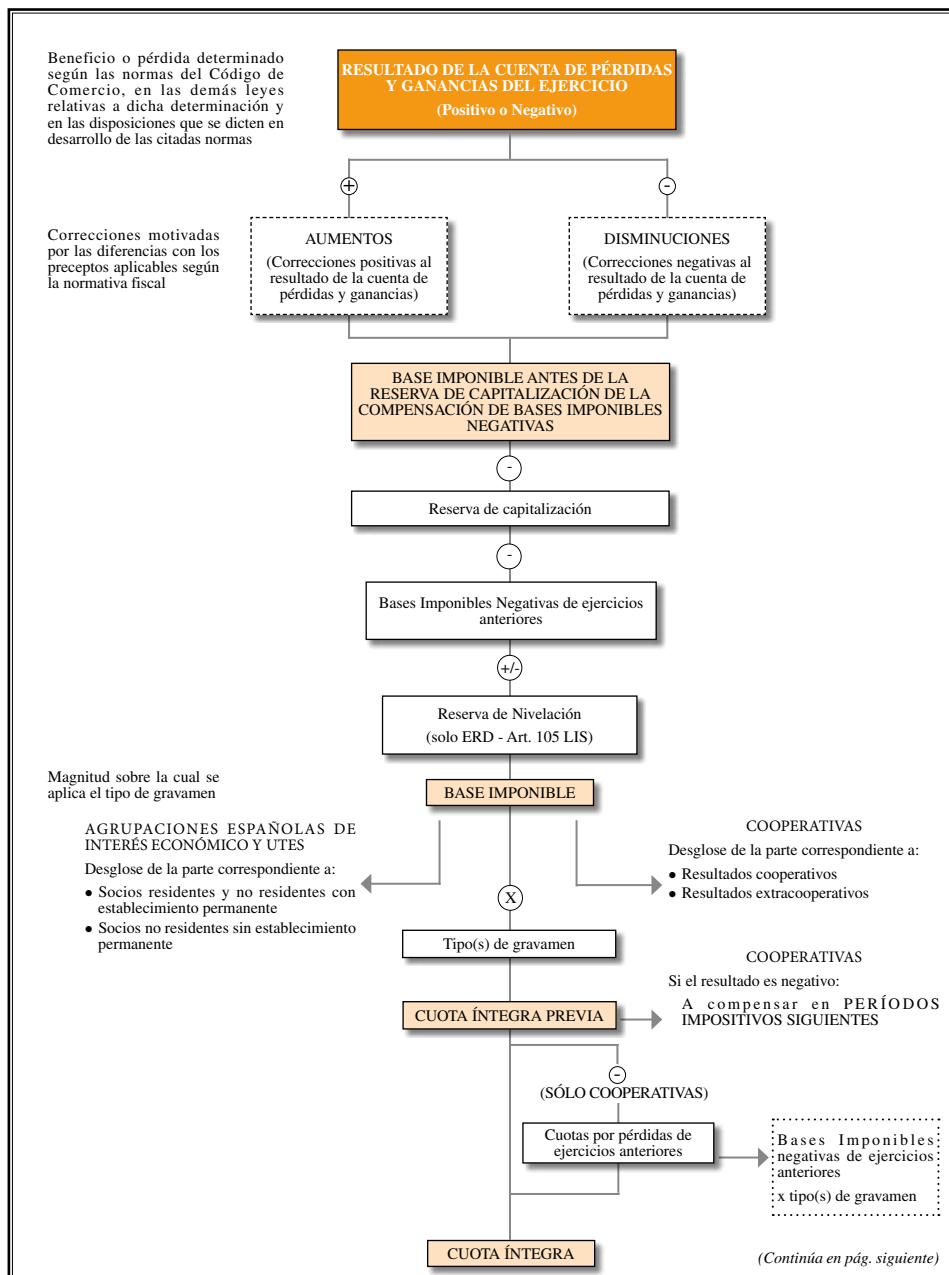 Beneficio o pérdida determinado
según las normas del Código de
Comercio, en las demás leyes
relativas a dicha determinación y
en las disposiciones que se dicten en
desarrollo de las citadas normas
RESULTADO DE LA CUENTA DE PÉRDIDAS
Y GANANCIAS DEL EJERCICIO
(Positivo o Negativo)
+
-
Correcciones motivadas
por las diferencias con los
preceptos aplicables según
la normativa fiscal
AUMENTOS
(Correcciones positivas al
resultado de la cuenta de
pérdidas y ganancias)
DISMINUCIONES
(Correcciones negativas al
resultado de la cuenta de
pérdidas y ganancias)
BASE IMPONIBLE ANTES DE LA
RESERVA DE CAPITALIZACIÓN DE LA
COMPENSACIÓN DE BASES IMPONIBLES
NEGATIVAS
-
Reserva de capitalización
-
Bases Imponibles Negativas de ejercicios
anteriores
+/-
Reserva de Nivelación
(solo ERD - Art. 105 LIS)
Magnitud sobre la cual se
aplica el tipo de gravamen
BASE IMPONIBLE
AGRUPACIONES ESPAÑOLAS DE
INTERÉS ECONÓMICO Y UTES
Desglose de la parte correspondiente a:
• Socios residentes y no residentes con
establecimiento permanente
• Socios no residentes sin establecimiento
permanente
COOPERATIVAS
Desglose de la parte correspondiente a:
• Resultados cooperativos
• Resultados extracooperativos
X
Tipo(s) de gravamen
COOPERATIVAS
Si el resultado es negativo:
A compensar en PERÍODOS
IMPOSITIVOS SIGUIENTES
CUOTA ÍNTEGRA PREVIA
-
(SÓLO COOPERATIVAS)
Cuotas por pérdidas de
ejercicios anteriores
Bases Imponibles
negativas de ejercicios
anteriores
x tipo(s) de gravamen
CUOTA ÍNTEGRA
(Continúa en pág. siguiente)